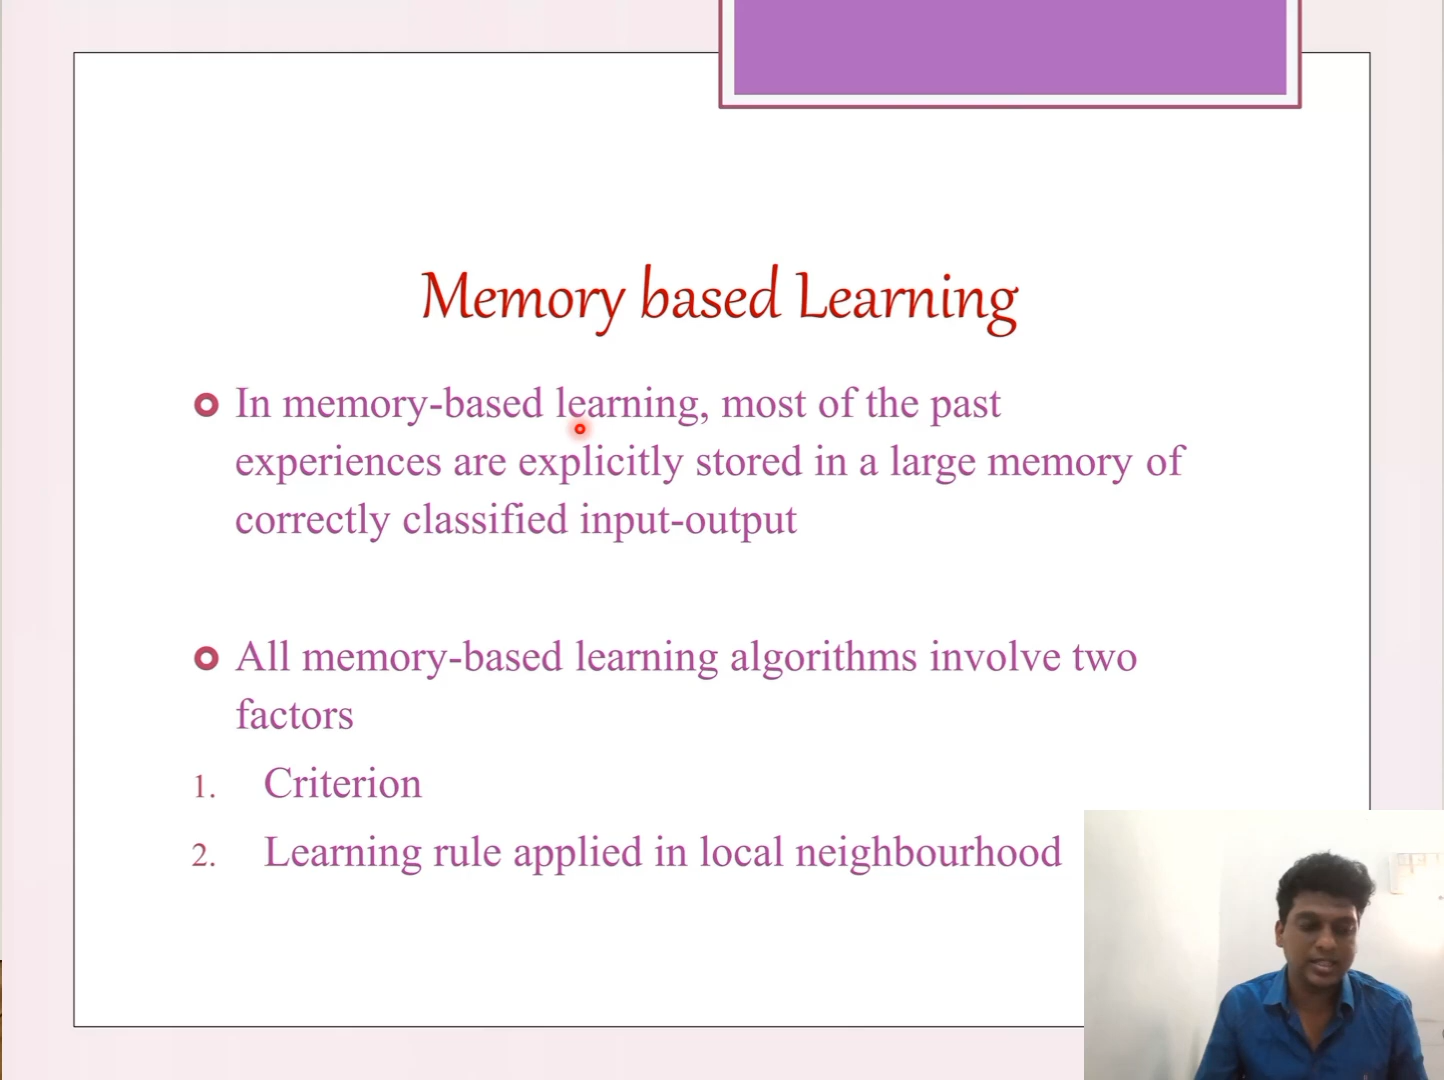 Memory based Learning
In memory-based learning, most of the past
experiences are explicitly stored in a large memory of
correctly classified input-output
All memory-based learning algorithms involve two
factors
1. Criterion
2. Learning rule applied in local neighbourhood